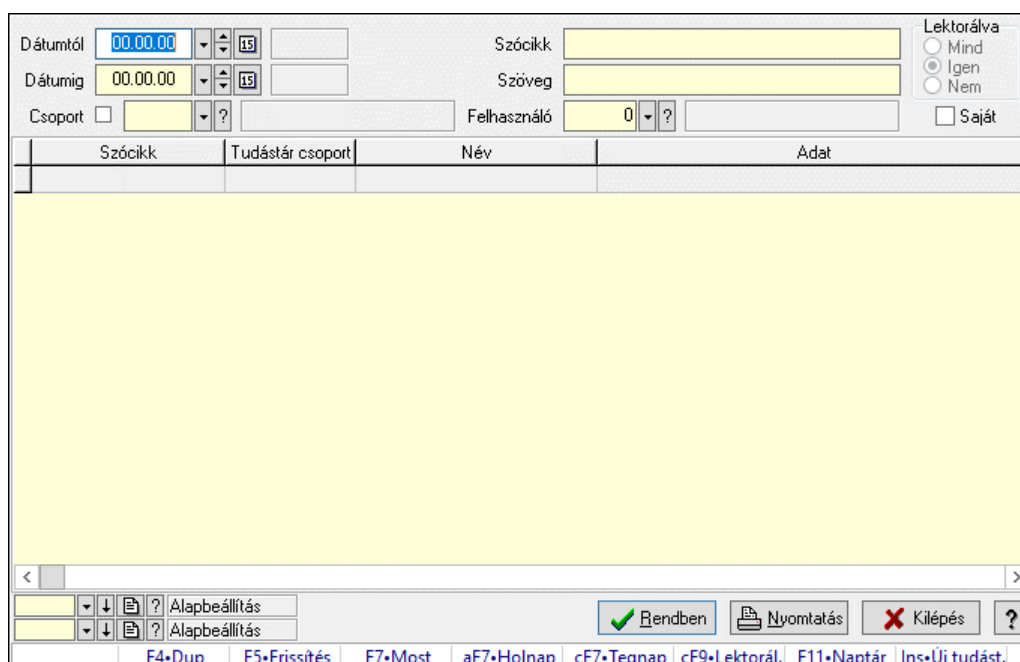 Dátumtól 00.00.00 15 Szócikk Lektorálva
Mind
Dátumig 00.00.00 15 Szöveg Igen
Nem
Csoport ? Felhasználó 0 ? Saját
Szócikk Tudástár csoport Név Adat
? Alapbeállítás
? Alapbeállítás
Rendben Nyomtatás Kilépés ?
F4•Dup F5•Frissítés F7•Most aF7•Holnap cF7•Tegnap cF9•Lektorál. F11•Naptár Ins•Új tudást.